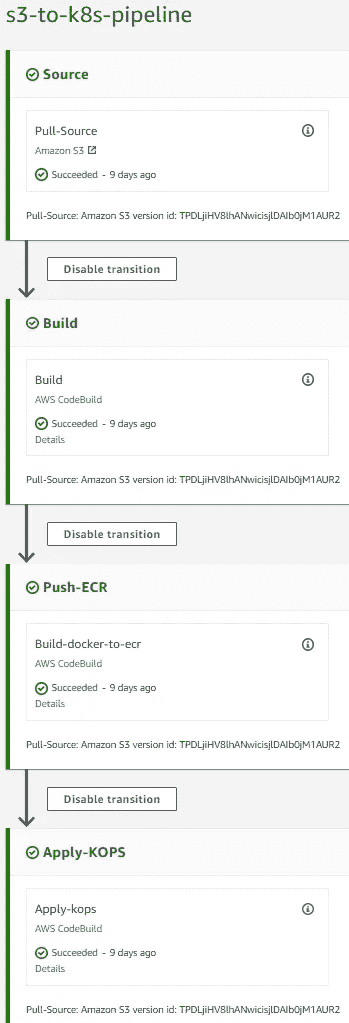 s3-to-k8s-pipeline
Source
Pull-Source
Amazon S3
Succeeded - 9 days ago
Pull-Source: Amazon S3 version id: TPDLjiHV8lhANwicisjlDAIb0jM1AUR2
Disable transition
Build
Build
AWS CodeBuild
Succeeded - 9 days ago
Details
Pull-Source: Amazon S3 version id: TPDLjiHV8lhANwicisjlDAIb0jM1AUR2
Disable transition
Push-ECR
Build-docker-to-ecr
AWS CodeBuild
Succeeded - 9 days ago
Details
Pull-Source: Amazon S3 version id: TPDLjiHV8lhANwicisjlDAIb0jM1AUR2
Disable transition
Apply-KOPS
Apply-kops
AWS CodeBuild
Succeeded - 9 days ago
Details
Pull-Source: Amazon S3 version id: TPDLjiHV8lhANwicisjlDAIb0jM1AUR2